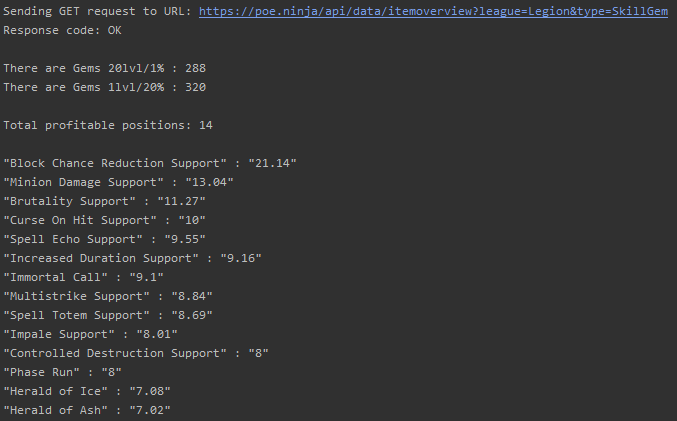 Sending GET request to URL: https://poe.ninja/api/data/itemoverview?league=Legion&type=SkillGem
Response code: OK
There are Gems 20lvl/1% : 288
There are Gems 1lvl/20% : 320
Total profitable positions: 14
"Block Chance Reduction Support" : "21.14"
"Minion Damage Support" : "13.04"
"Brutality Support" : "11.27"
"Curse On Hit Support" : "10"
"Spell Echo Support" : "9.55"
"Increased Duration Support" : "9.16"
"Immortal Call" : "9.1"
"Multistrike Support" : "8.84"
"Spell Totem Support" : "8.69"
"Impale Support" : "8.01"
"Controlled Destruction Support" : "8"
"Phase Run" : "8"
"Herald of Ice" : "7.08"
"Herald of Ash" : "7.02"